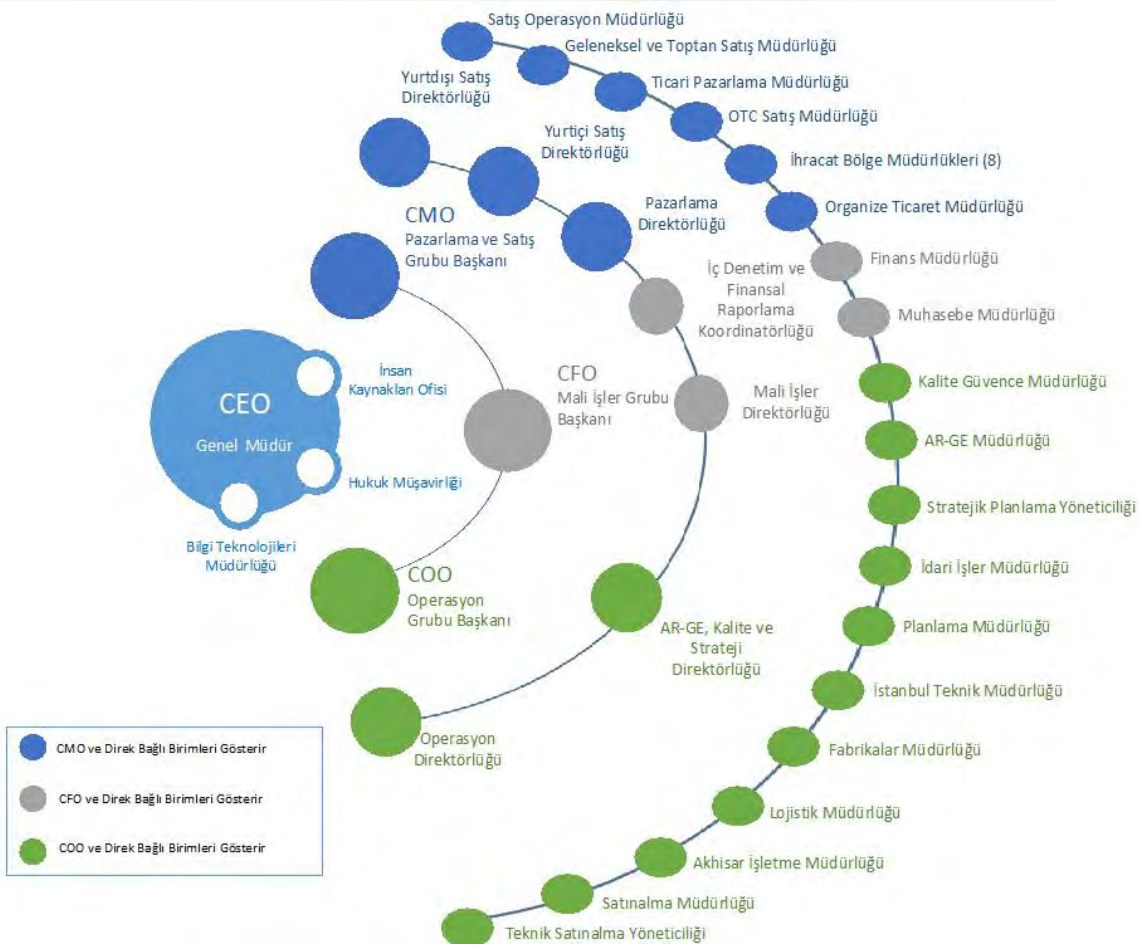 Satış Operasyon Müdürlüğü
Geleneksel ve Toptan Satış Müdürlüğü
Ticari Pazarlama Müdürlüğü
OTC Satış Müdürlüğü
İhracat Bölge Müdürlükleri (8)
Organize Ticaret Müdürlüğü
Finans Müdürlüğü
Muhasebe Müdürlüğü
Kalite Güvence Müdürlüğü
AR-GE Müdürlüğü
Stratejik Planlama Yöneticiliği
İdari İşler Müdürlüğü
Planlama Müdürlüğü
İstanbul Teknik Müdürlüğü
Fabrikalar Müdürlüğü
Lojistik Müdürlüğü
Akhisar İşletme Müdürlüğü
Satınalma Müdürlüğü
Teknik Satınalma Yöneticiliği
Yurtdışı Satış
Direktörlüğü
Yurtiçi Satış
Direktörlüğü
Pazarlama
Direktörlüğü
İç Denetim ve
Finansal
Raporlama
Koordinatörlüğü
Mali İşler
Direktörlüğü
AR-GE, Kalite ve
Strateji
Direktörlüğü
Operasyon
Direktörlüğü
CMO
Pazarlama ve Satış
Grubu Başkanı
CFO
Mali İşler Grubu
Başkanı
COO
Operasyon
Grubu Başkanı
CEO
Genel Müdür
İnsan
Kaynakları Ofisi
Hukuk Müşavirliği
Bilgi Teknolojileri
Müdürlüğü
CMO ve Direk Bağlı Birimleri Gösterir
CFO ve Direk Bağlı Birimleri Gösterir
COO ve Direk Bağlı Birimleri Gösterir